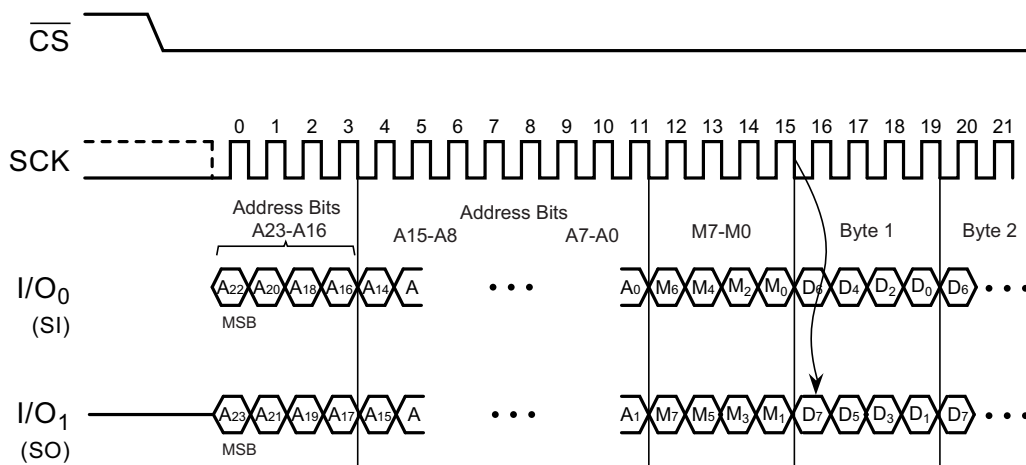 CS
0 1 2 3 4 5 6 7 8 9 10 11 12 13 14 15 16 17 18 19 20 21
SCK
Address Bits
A23-A16
Address Bits
A15-A8 A7-A0 M7-M0 Byte 1 Byte 2
I/O0
(SI)
A22 A20 A18 A16 A14 A • • • A0 M6 M4 M2 M0 D6 D4 D2 D0 D6 • • •
MSB
I/O1
(SO)
A23 A21 A19 A17 A15 A • • • A1 M7 M5 M3 M1 D7 D5 D3 D1 D7 • • •
MSB